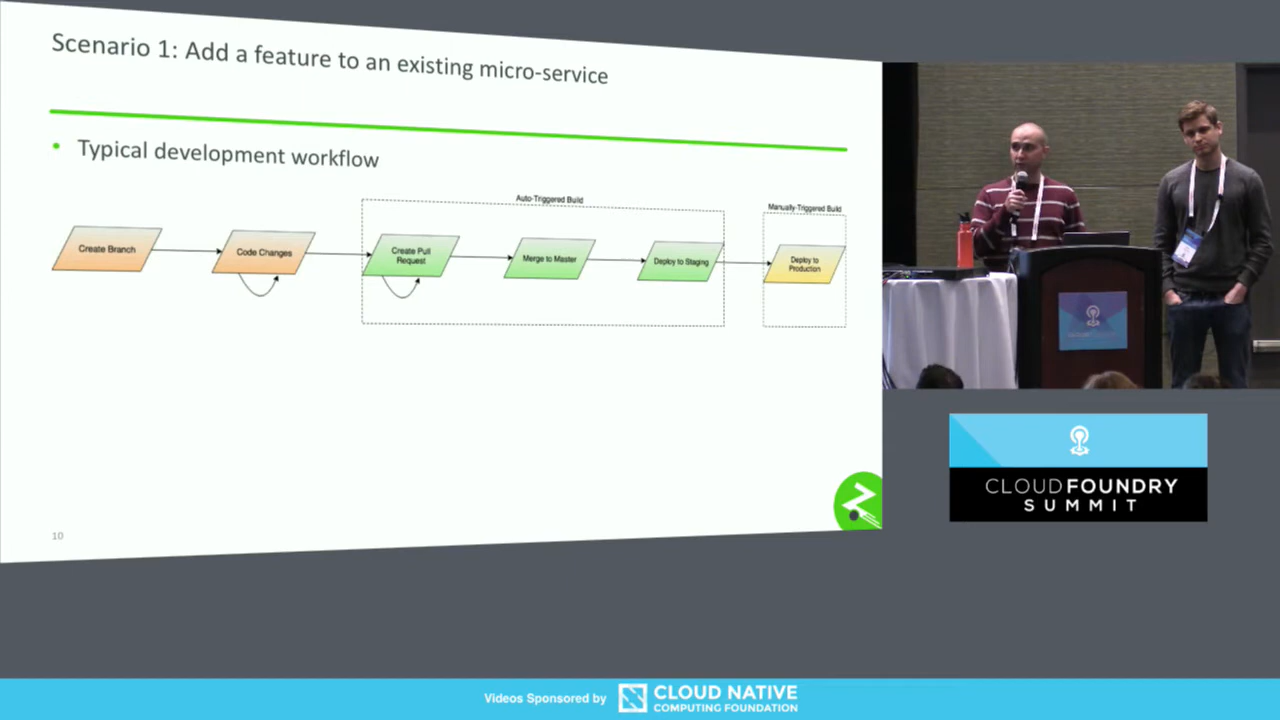 Scenario 1: Add a feature to an existing micro-service
• Typical development workflow
Auto-Triggered Build
Manually-Triggered Build
Create Branch
Code Changes
Create Pull
Request
Merge to Master
Deploy to Staging
Deploy to
Production
10
CLOUD FOUNDRY
SUMMIT
Videos Sponsored by
CLOUD NATIVE
COMPUTING FOUNDATION